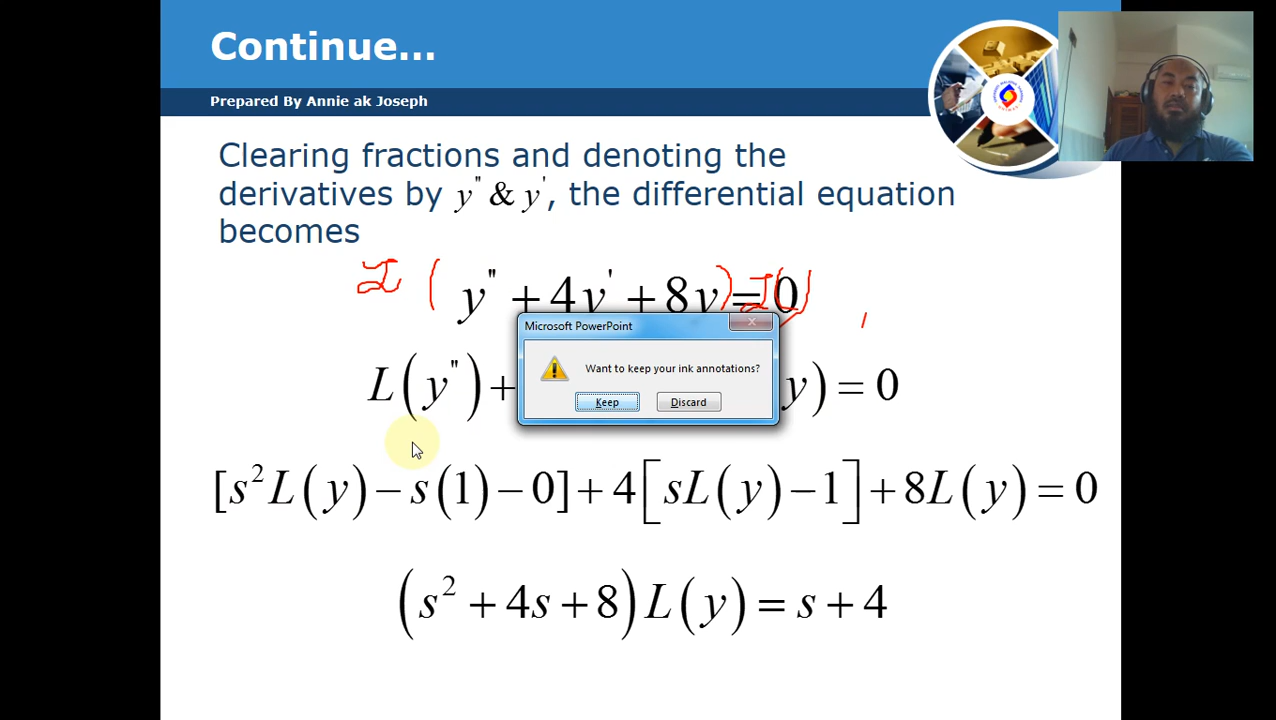 Continue...
Prepared By Annie ak Joseph
Clearing fractions and denoting the
derivatives by y" & y', the differential equation
becomes
ℒ ( y" + 4y' + 8y ) = 0 ℒ( )
Microsoft PowerPoint
Want to keep your ink annotations?
Keep Discard
L(y") + y) = 0
[s²L(y) − s(1) − 0] + 4[sL(y) − 1] + 8L(y) = 0
(s² + 4s + 8)L(y) = s + 4